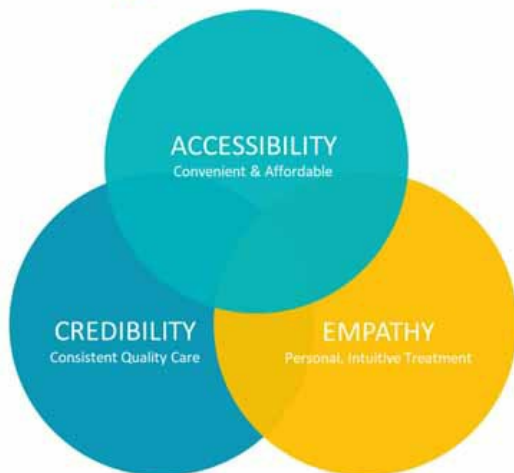 ACCESSIBILITY
Convenient & Affordable
CREDIBILITY
Consistent Quality Care
EMPATHY
Personal, Intuitive Treatment